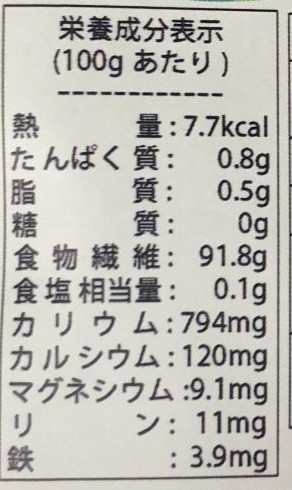 栄養成分表示
(100g あたり)
------------
熱量:7.7kcal
たんぱく質: 0.8g
脂質: 0.5g
糖質: 0g
食物繊維: 91.8g
食塩相当量: 0.1g
カリウム:794mg
カルシウム:120mg
マグネシウム:9.1mg
リン: 11mg
鉄: 3.9mg